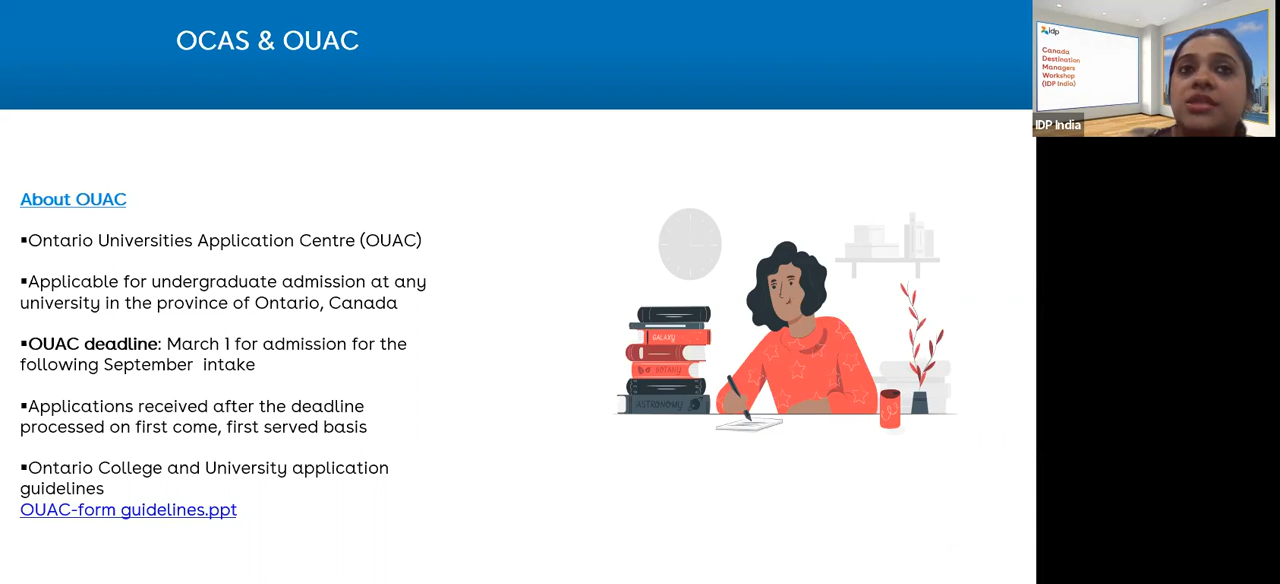 OCAS & OUAC
idp
Canada
Destination
Managers
Workshop
(IDP India)
IDP India
About OUAC
▪Ontario Universities Application Centre (OUAC)
▪Applicable for undergraduate admission at any
university in the province of Ontario, Canada
▪OUAC deadline: March 1 for admission for the
following September intake
▪Applications received after the deadline
processed on first come, first served basis
▪Ontario College and University application
guidelines
OUAC-form guidelines.ppt
GALAXY
BOTANY
ASTRONOMY